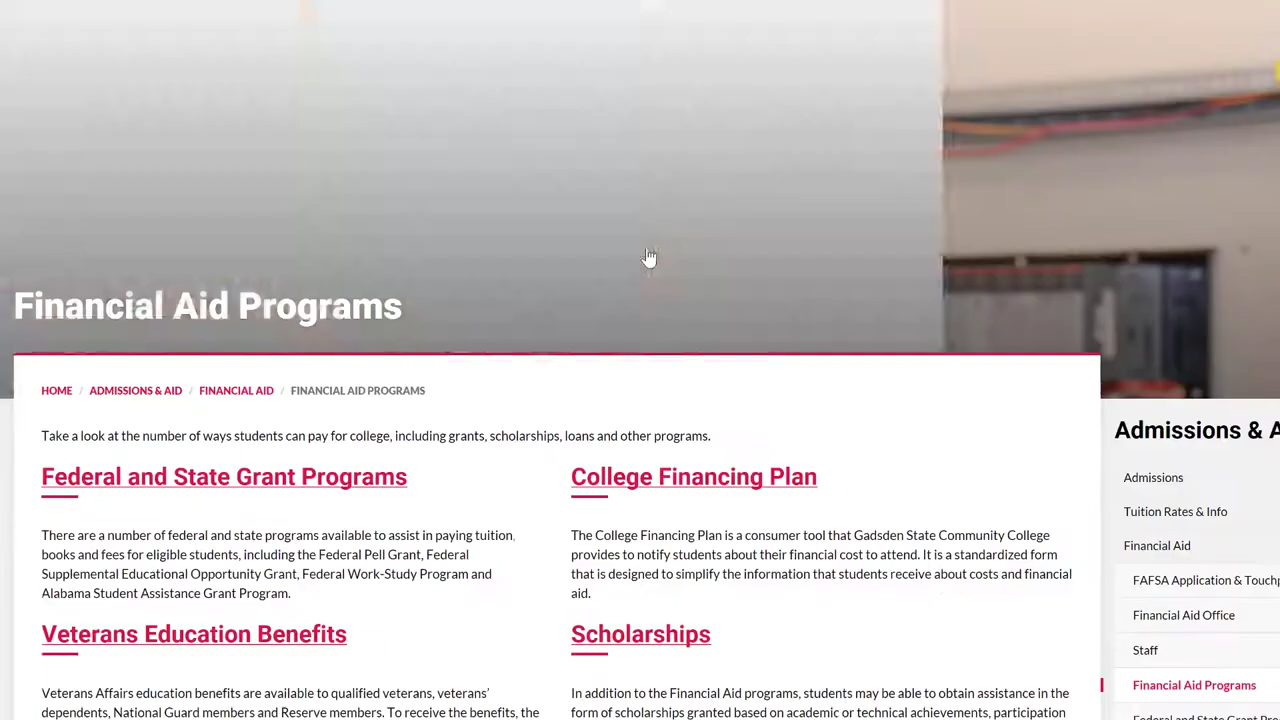 Financial Aid Programs
HOME / ADMISSIONS & AID / FINANCIAL AID / FINANCIAL AID PROGRAMS
Take a look at the number of ways students can pay for college, including grants, scholarships, loans and other programs.
Federal and State Grant Programs
There are a number of federal and state programs available to assist in paying tuition,
books and fees for eligible students, including the Federal Pell Grant, Federal
Supplemental Educational Opportunity Grant, Federal Work-Study Program and
Alabama Student Assistance Grant Program.
College Financing Plan
The College Financing Plan is a consumer tool that Gadsden State Community College
provides to notify students about their financial cost to attend. It is a standardized form
that is designed to simplify the information that students receive about costs and financial
aid.
Veterans Education Benefits
Veterans Affairs education benefits are available to qualified veterans, veterans'
dependents, National Guard members and Reserve members. To receive the benefits, the
Scholarships
In addition to the Financial Aid programs, students may be able to obtain assistance in the
form of scholarships granted based on academic or technical achievements, participation
Admissions & A
Admissions
Tuition Rates & Info
Financial Aid
FAFSA Application & Touchp
Financial Aid Office
Staff
Financial Aid Programs
Federal and State Grant Pro